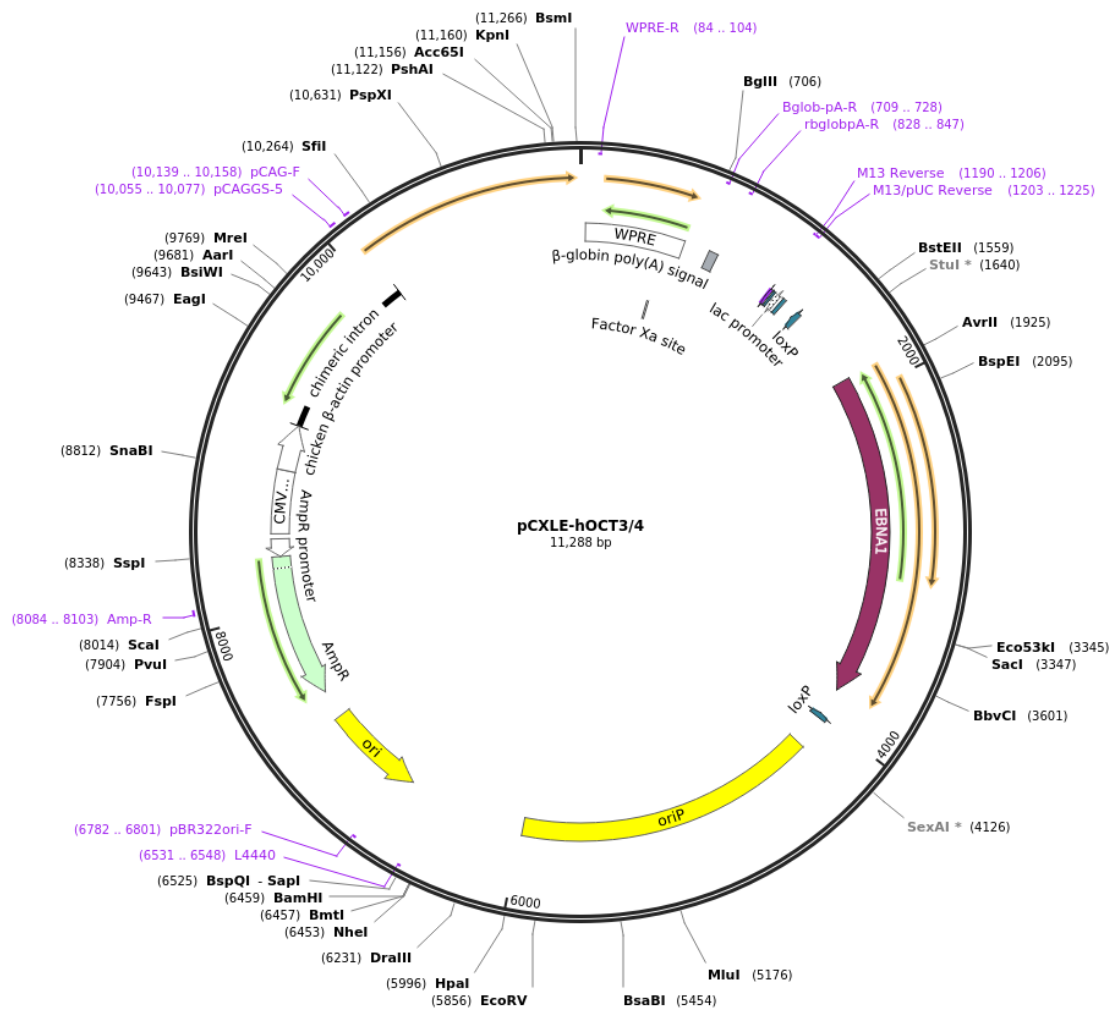 (11,266) BsmI
(11,160) KpnI
(11,156) Acc65I
(11,122) PshAI
(10,631) PspXI
(10,264) SfiI
(10,139 .. 10,158) pCAG-F
(10,055 .. 10,077) pCAGGS-5
(9769) MreI
(9681) AarI
(9643) BsiWI
(9467) EagI
(8812) SnaBI
(8338) SspI
(8084 .. 8103) Amp-R
(8014) ScaI
(7904) PvuI
(7756) FspI
(6782 .. 6801) pBR322ori-F
(6531 .. 6548) L4440
(6525) BspQI - SapI
(6459) BamHI
(6457) BmtI
(6453) NheI
(6231) DraIII
(5996) HpaI
(5856) EcoRV
WPRE-R (84 .. 104)
BglII (706)
Bglob-pA-R (709 .. 728)
rbglobpA-R (828 .. 847)
M13 Reverse (1190 .. 1206)
M13/pUC Reverse (1203 .. 1225)
BstEII (1559)
StuI * (1640)
AvrII (1925)
BspEI (2095)
Eco53kI (3345)
SacI (3347)
BbvCI (3601)
SexAI * (4126)
MluI (5176)
BsaBI (5454)
2000
4000
6000
8000
10,000
WPRE
β-globin poly(A) signal
Factor Xa site
lac promoter
loxP
EBNA1
loxP
oriP
ori
AmpR
AmpR promoter
CMV...
chicken β-actin promoter
chimeric intron
pCXLE-hOCT3/4
11,288 bp